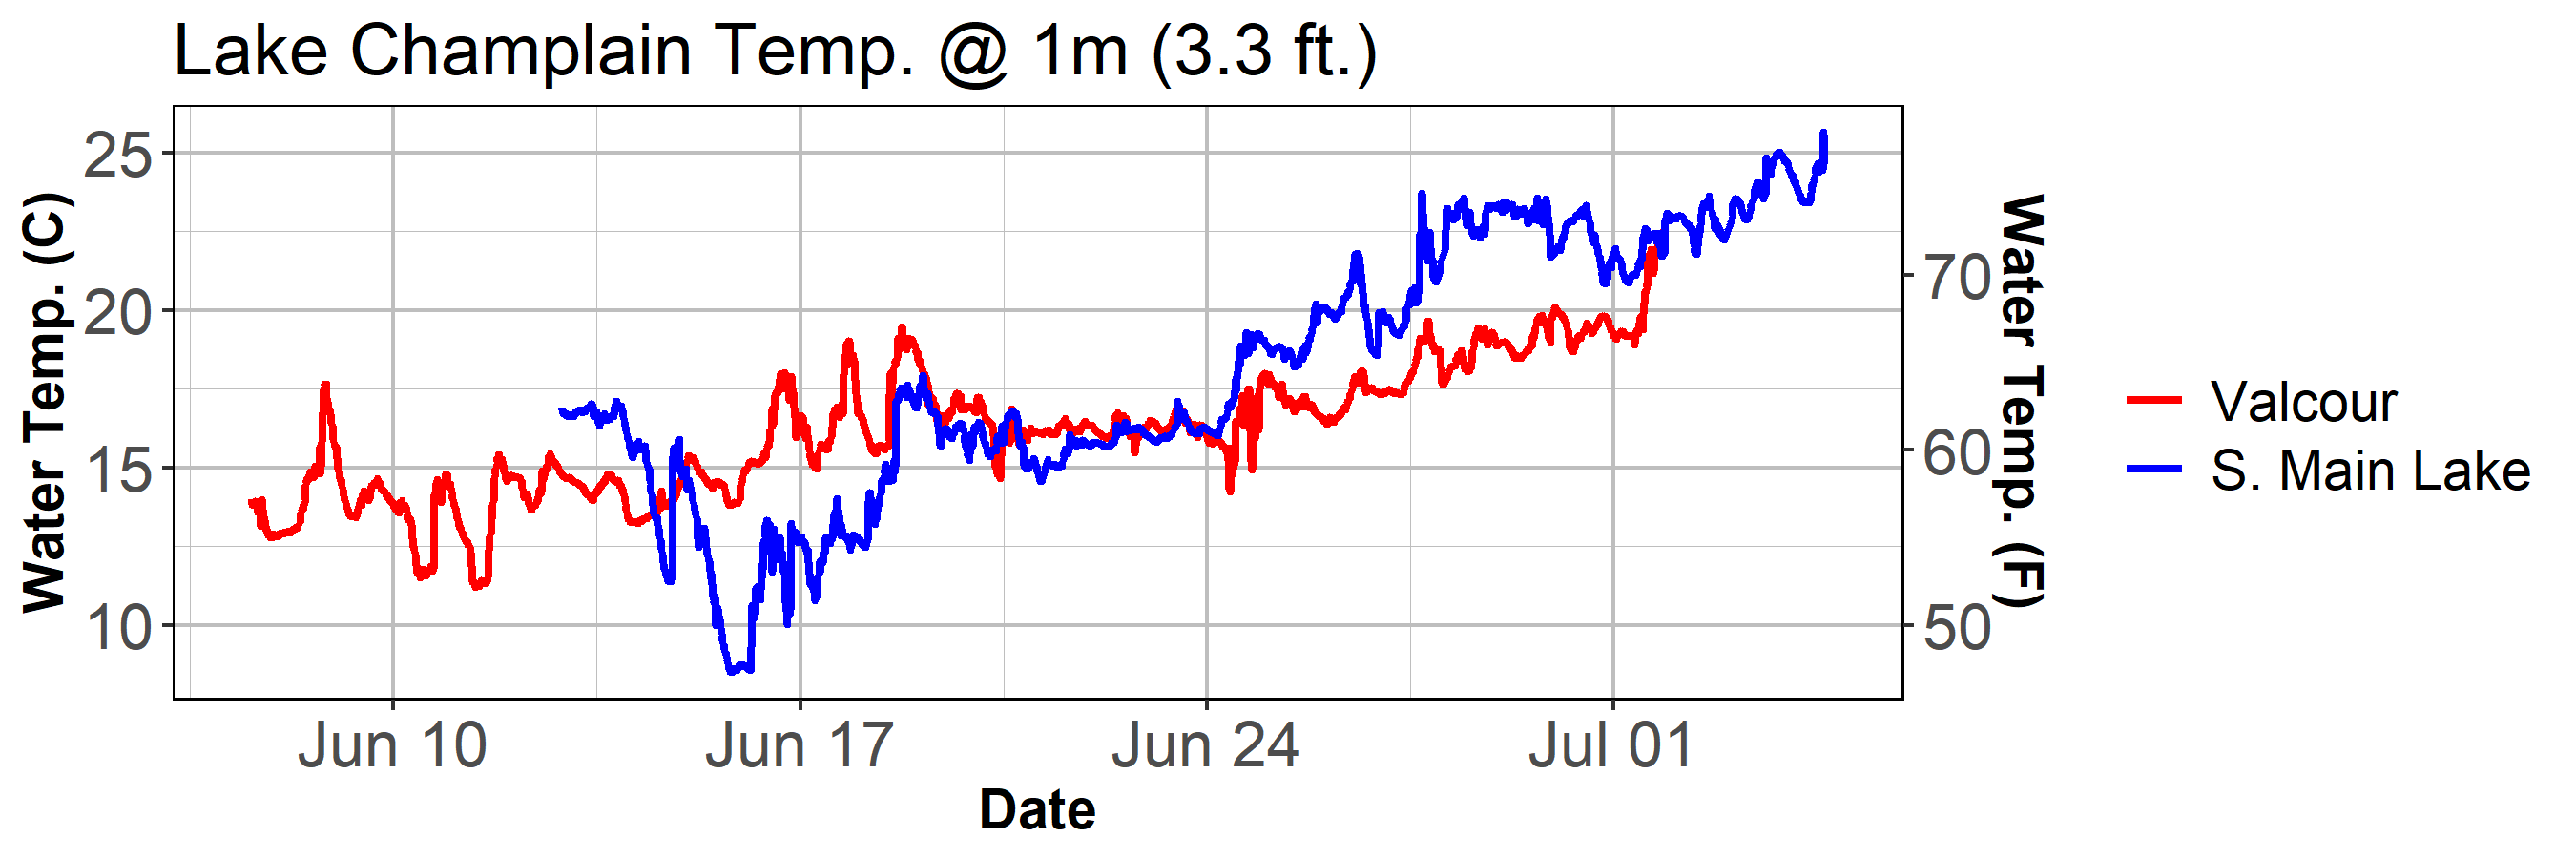 Lake Champlain Temp. @ 1m (3.3 ft.)
Water Temp. (C)
25
20
15
10
Water Temp. (F)
70
60
50
Jun 10
Jun 17
Jun 24
Jul 01
Date
Valcour
S. Main Lake